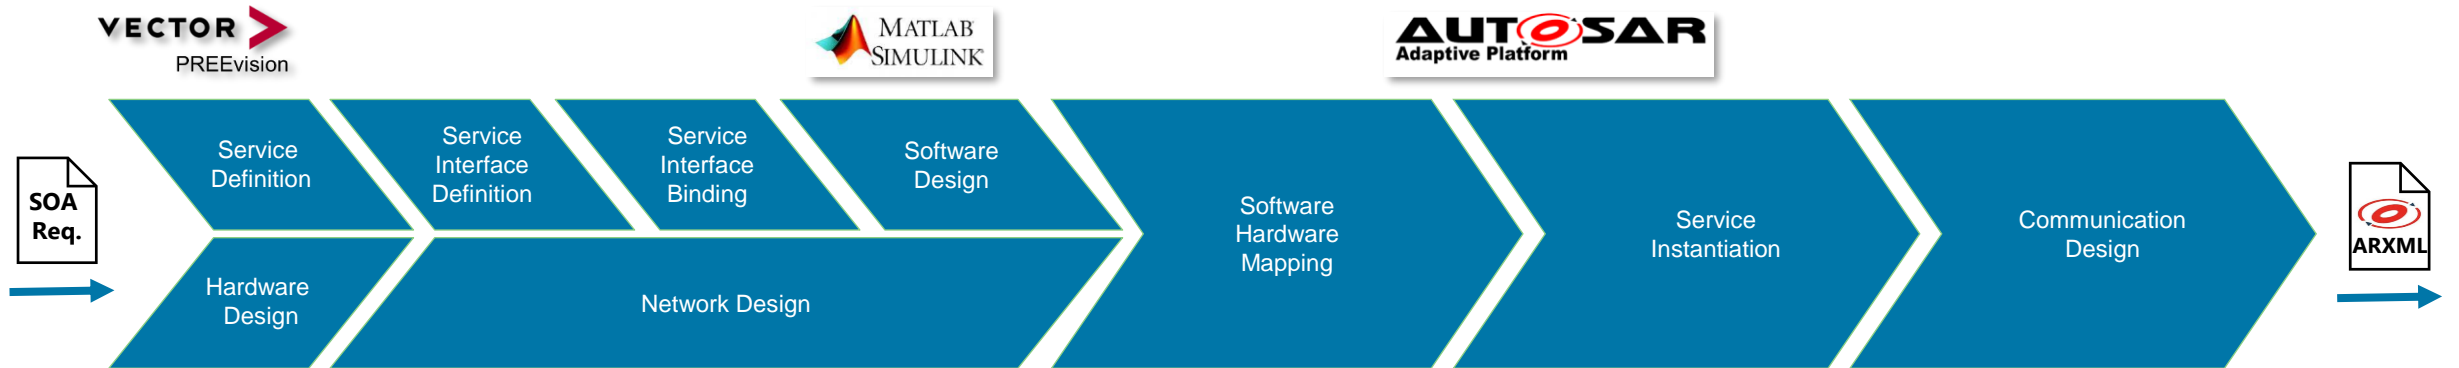 VECTOR
PREEvision
MATLAB
SIMULINK®
AUTOSAR
Adaptive Platform
SOA
Req.
Service
Definition
Service
Interface
Definition
Service
Interface
Binding
Software
Design
Hardware
Design
Network Design
Software
Hardware
Mapping
Service
Instantiation
Communication
Design
ARXML